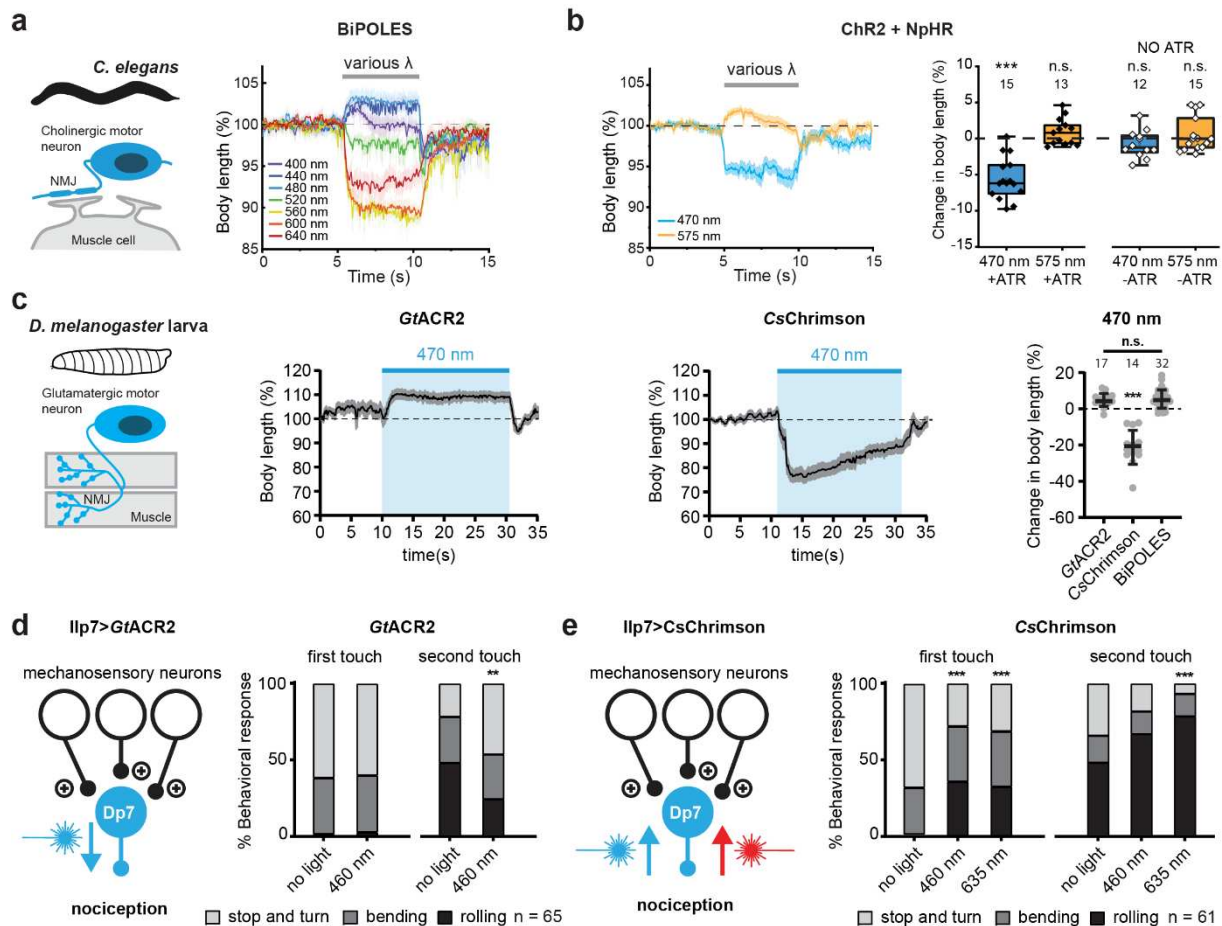 a
BiPOLES
C. elegans
Cholinergic motor
neuron
NMJ
Muscle cell
various λ
Body length (%)
105
100
95
90
85
400 nm
440 nm
480 nm
520 nm
560 nm
600 nm
640 nm
0
5
10
15
Time (s)
b
ChR2 + NpHR
various λ
Body length (%)
105
100
95
90
85
470 nm
575 nm
0
5
10
15
Time (s)
NO ATR
*** n.s. n.s. n.s.
15 13 12 15
Change in body length (%)
10
5
0
-5
-10
-15
470 nm 575 nm 470 nm 575 nm
+ATR +ATR -ATR -ATR
c
D. melanogaster larva
Glutamatergic motor
neuron
NMJ
Muscle
GtACR2
470 nm
Body length (%)
120
110
100
90
80
70
60
0 5 10 15 20 25 30 35
time(s)
CsChrimson
470 nm
Body length (%)
120
110
100
90
80
70
60
0 5 10 15 20 25 30 35
time(s)
470 nm
n.s.
17 14 32
***
Change in body length (%)
20
0
-20
-40
-60
GtACR2
CsChrimson
BiPOLES
d
Ilp7>GtACR2
mechanosensory neurons
Dp7
nociception
GtACR2
first touch second touch
**
% Behavioral response
100
50
0
no light
460 nm
no light
460 nm
stop and turn bending rolling n = 65
e
Ilp7>CsChrimson
mechanosensory neurons
Dp7
nociception
CsChrimson
first touch second touch
*** *** ***
% Behavioral response
100
50
0
no light
460 nm
635 nm
no light
460 nm
635 nm
stop and turn bending rolling n = 61